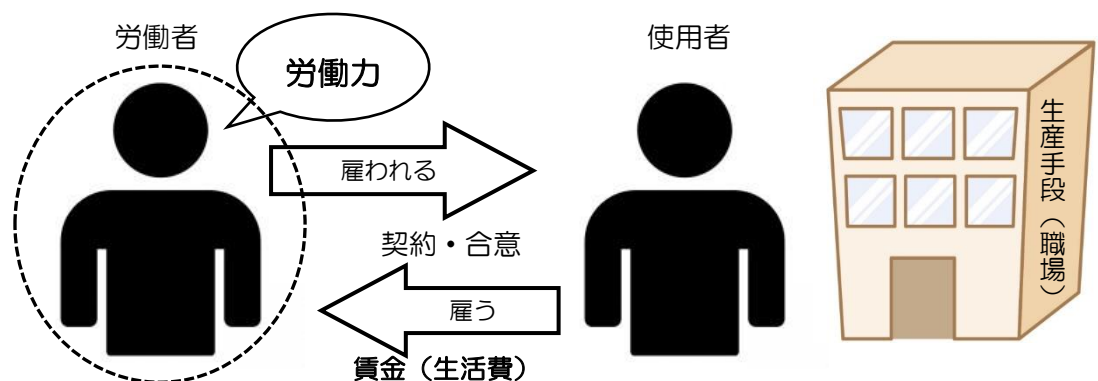 労働者
使用者
労働力
雇われる
契約・合意
雇う
賃金（生活費）
生産手段（職場）